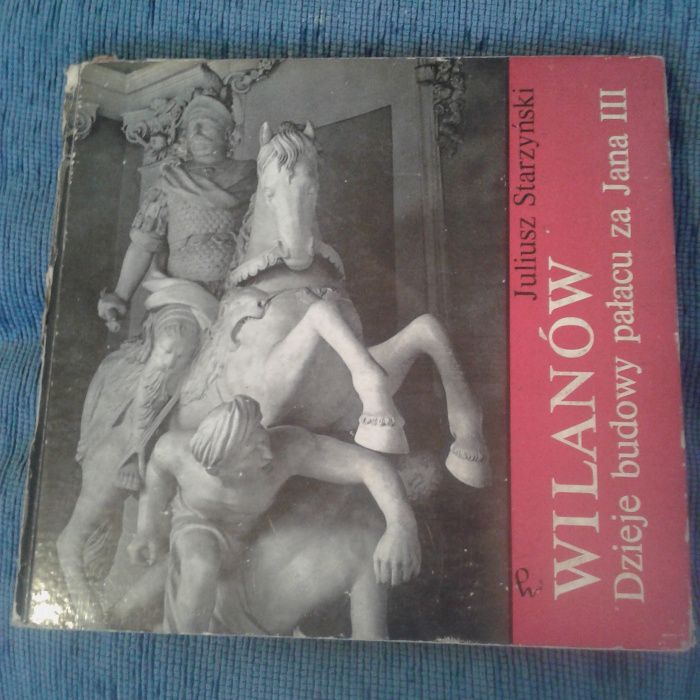 Juliusz Starzyński
WILANÓW
Dzieje budowy pałacu za Jana III